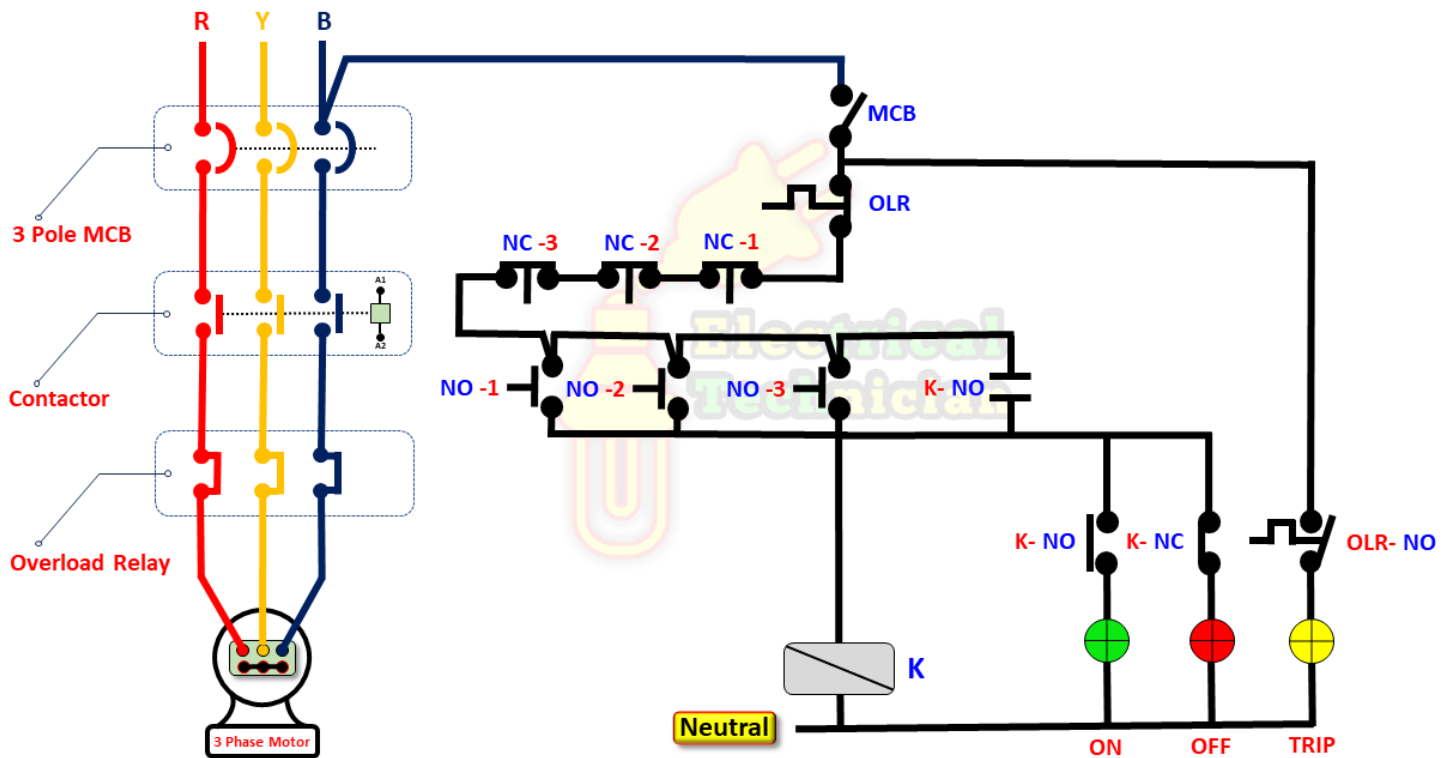 R Y B
MCB
3 Pole MCB
OLR
NC -3 NC -2 NC -1
A1
A2
Contactor
Electrical
Technician
NO -1 NO -2 NO -3 K- NO
Overload Relay
K- NO K- NC OLR- NO
K
Neutral
3 Phase Motor
ON OFF TRIP